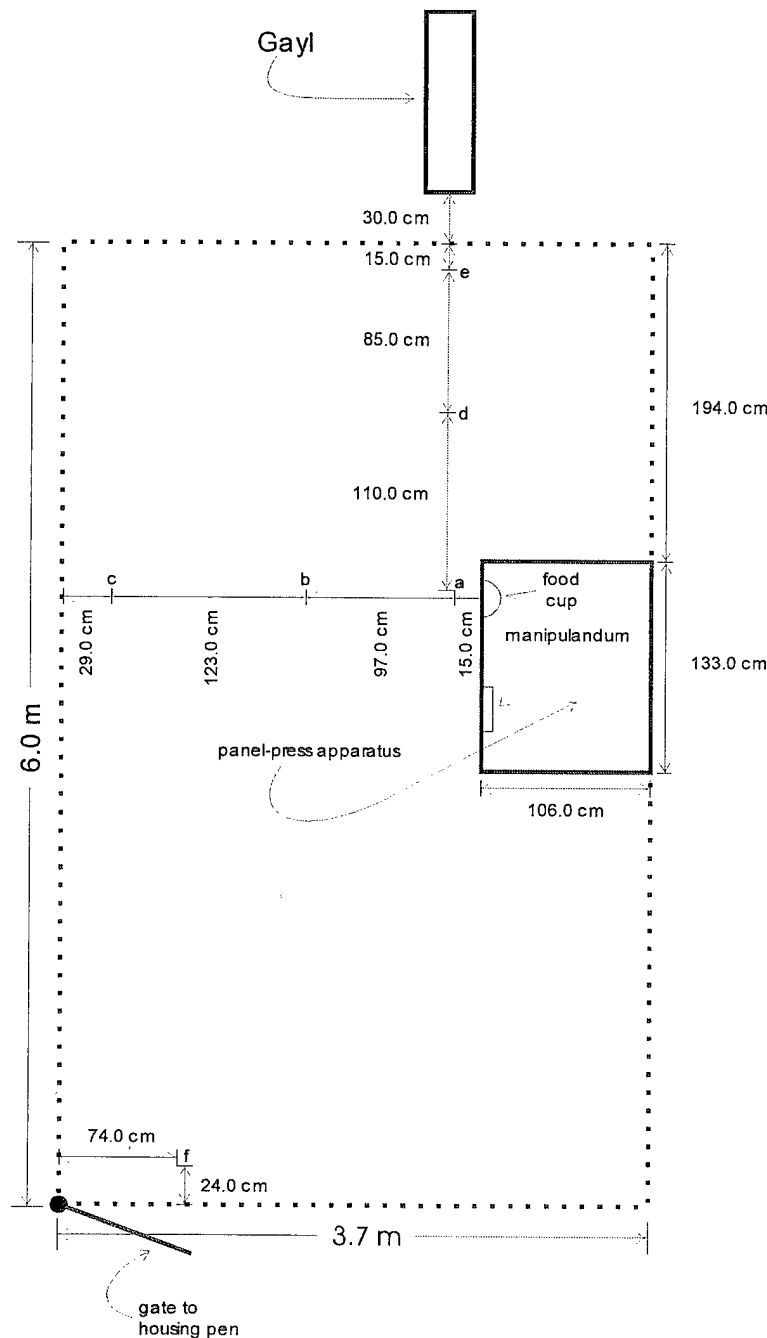 Gayl
30.0 cm
15.0 cm
e
85.0 cm
d
194.0 cm
110.0 cm
c
b
a
food
cup
manipulandum
29.0 cm
123.0 cm
97.0 cm
15.0 cm
133.0 cm
6.0 m
panel-press apparatus
106.0 cm
74.0 cm
f
24.0 cm
3.7 m
gate to
housing pen